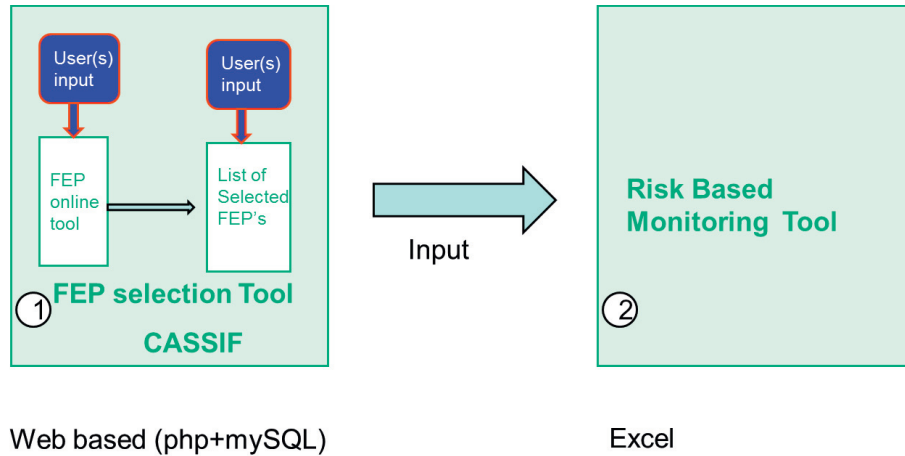 User(s)
input
User(s)
input
FEP
online
tool
List of
Selected
FEP's
FEP selection Tool
1
CASSIF
Input
Risk Based
Monitoring Tool
2
Web based (php+mySQL)
Excel